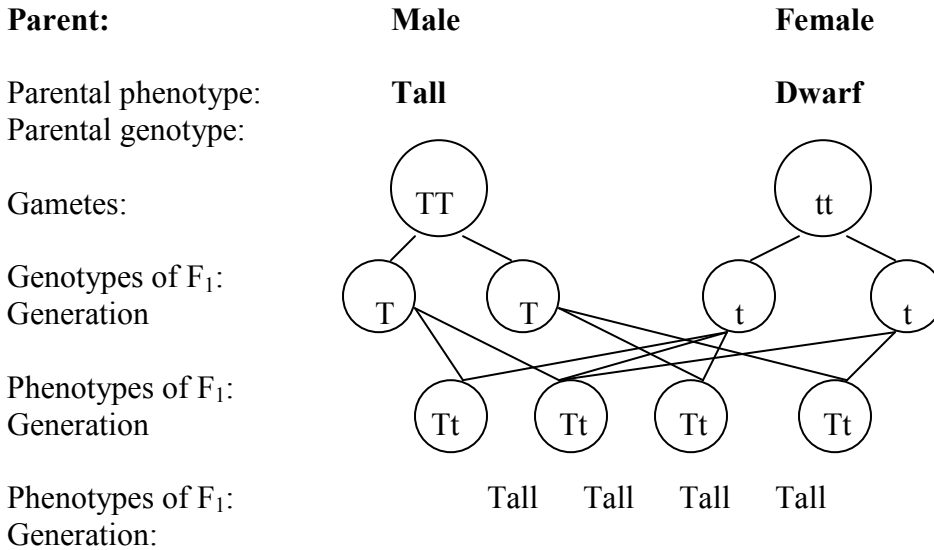 Parent: Male Female
Parental phenotype: Tall Dwarf
Parental genotype:
TT tt
Gametes:
Genotypes of F₁:
Generation
T T t t
Phenotypes of F₁:
Generation
Tt Tt Tt Tt
Phenotypes of F₁: Tall Tall Tall Tall
Generation: